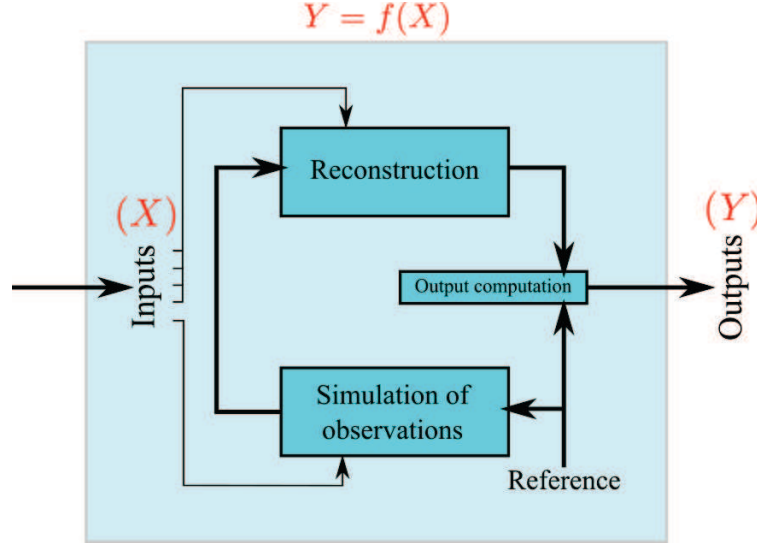 Y = f(X)
Reconstruction
(X)
(Y)
Inputs
Output computation
Outputs
Simulation of
observations
Reference